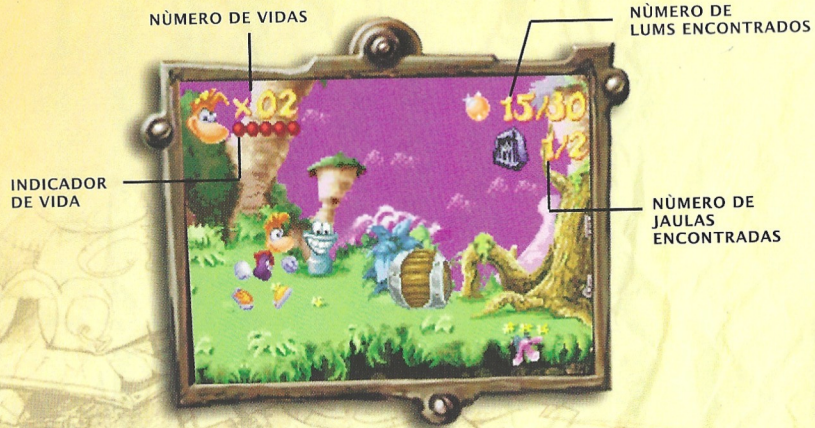 NÙMERO DE VIDAS
NÙMERO DE
LUMS ENCONTRADOS
×02
15/30
1/2
INDICADOR
DE VIDA
NÙMERO DE
JAULAS
ENCONTRADAS